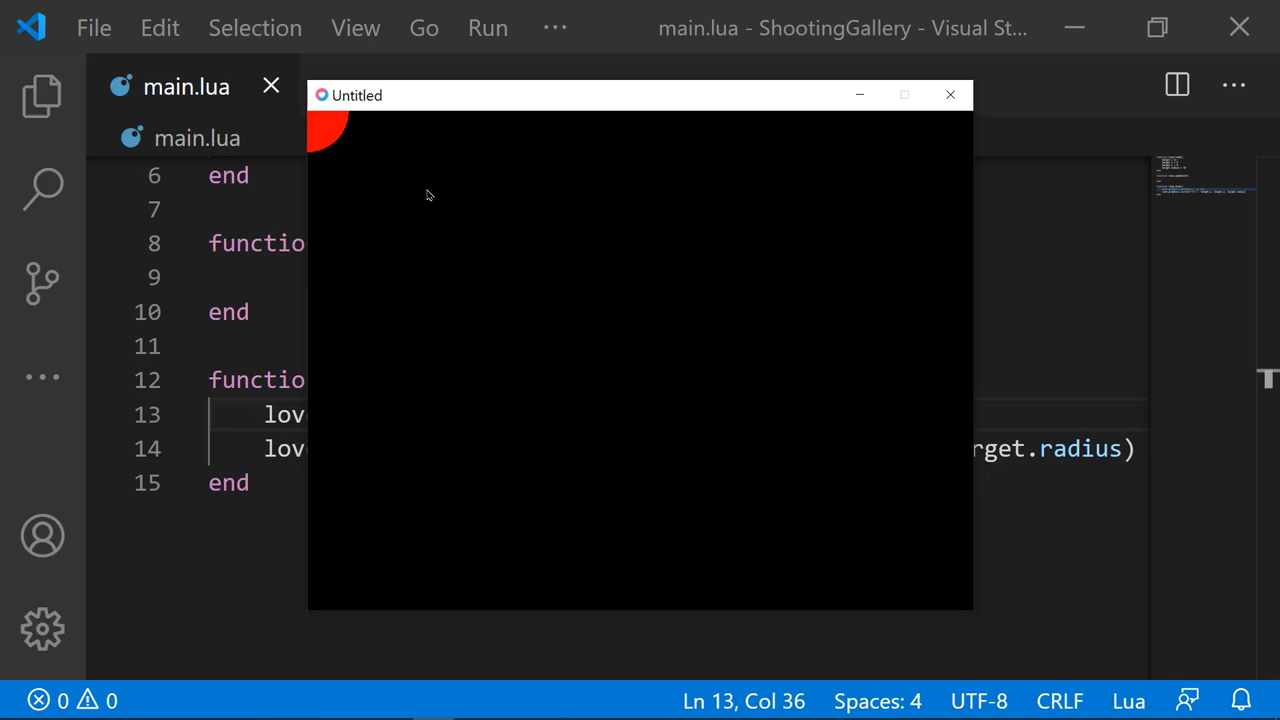 File Edit Selection View Go Run ... main.lua - ShootingGallery - Visual St...
main.lua
Untitled
main.lua
6 end
7
8 functio
9
10 end
11
12 functio
13 lov
14 lov rget.radius)
15 end
0 0 Ln 13, Col 36 Spaces: 4 UTF-8 CRLF Lua